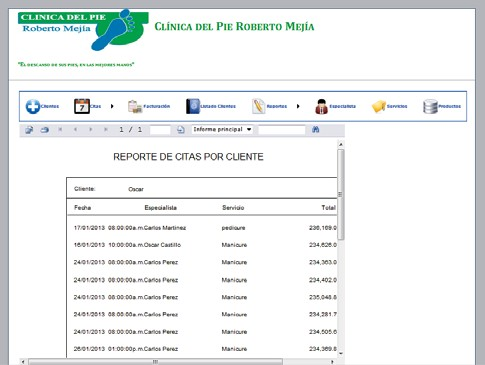 CLINICA DEL PIE
Roberto Mejía
CLÍNICA DEL PIE ROBERTO MEJÍA
"EL DESCANSO DE SUS PIES, EN LAS MEJORES MANOS"
Clientes Citas Facturación Listado Clientes Reportes Especialista Servicios Productos
1 / 1 Informe principal
REPORTE DE CITAS POR CLIENTE
Cliente: Oscar
Fecha Especialista Servicio Total
17/01/2013 08:00:00a.m. Carlos Martinez pedicure 236,169.0
16/01/2013 10:00:00a.m. Oscar Castillo Manicure 234,626.0
24/01/2013 08:00:00a.m. Carlos Perez Manicure 234,363.0
24/01/2013 08:00:00a.m. Carlos Perez Manicure 234,402.0
24/01/2013 08:00:00a.m. Carlos Perez Manicure 235,048.8
24/01/2013 08:00:00a.m. Carlos Perez Manicure 234,281.7
24/01/2013 08:00:00a.m. Carlos Perez Manicure 234,505.6
26/01/2013 01:00:00p.m. Carlos Perez Manicure 234,369.8